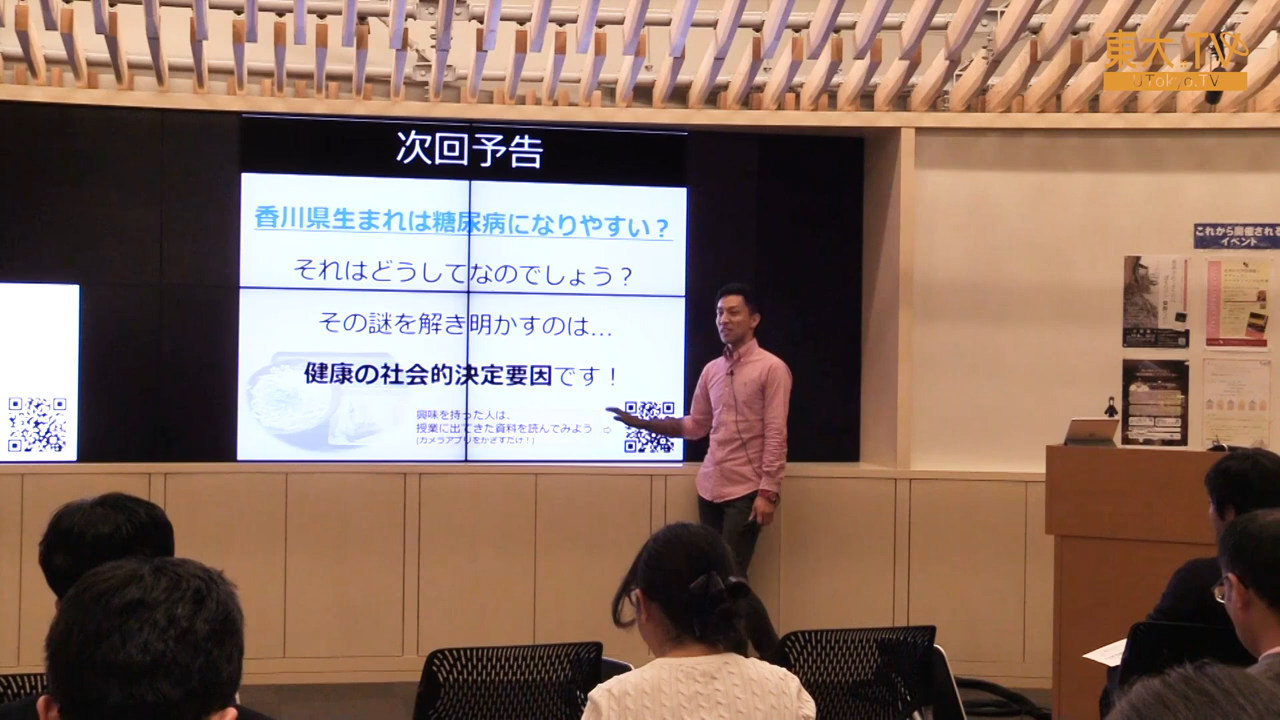 東大.TV
UTokyo.TV
次回予告
香川県生まれは糖尿病になりやすい？
それはどうしてなのでしょう？
その謎を解き明かすのは…
健康の社会的決定要因です！
興味を持った人は、
授業に出てきた資料を読んでみよう ⇨
(カメラアプリをかざすだけ！)
これから開催される
イベント